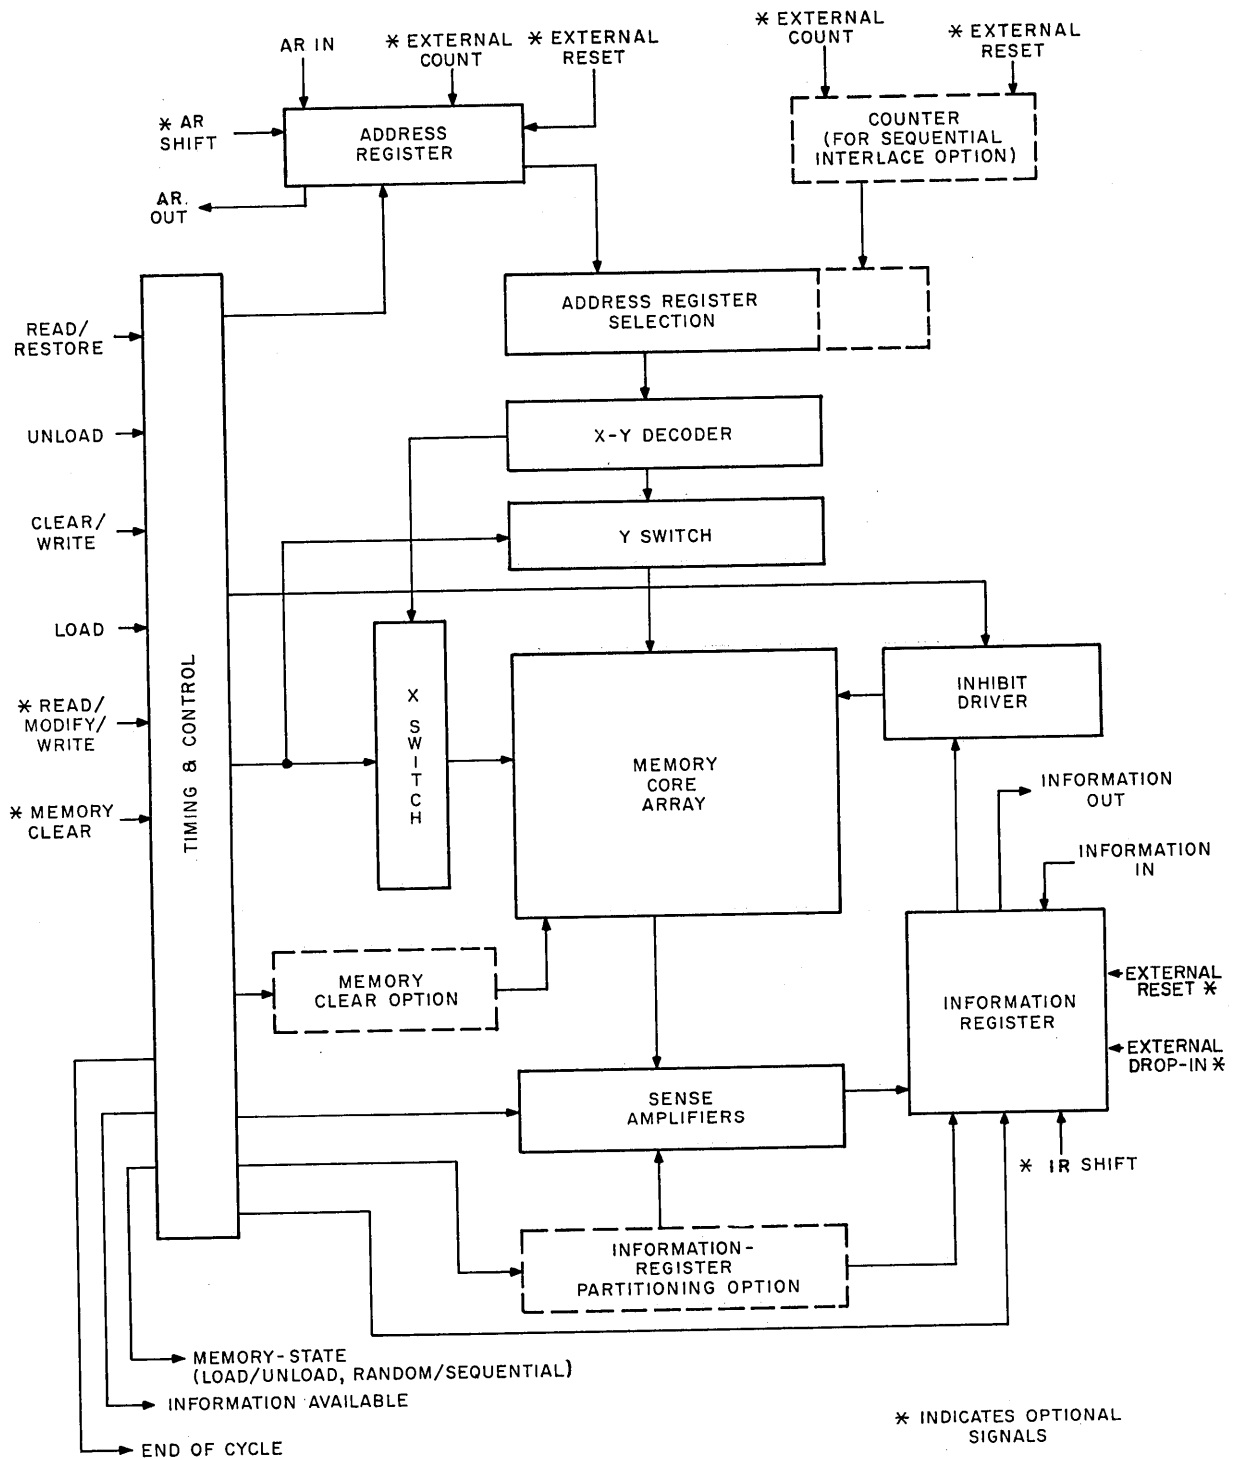 AR IN
* EXTERNAL
COUNT
* EXTERNAL
RESET
* EXTERNAL
COUNT
* EXTERNAL
RESET
* AR
SHIFT
ADDRESS
REGISTER
COUNTER
(FOR SEQUENTIAL
INTERLACE OPTION)
AR.
OUT
ADDRESS REGISTER
SELECTION
READ/
RESTORE
UNLOAD
X-Y DECODER
CLEAR/
WRITE
Y SWITCH
LOAD
TIMING & CONTROL
X SWITCH
INHIBIT
DRIVER
* READ/
MODIFY/
WRITE
MEMORY
CORE
ARRAY
INFORMATION
OUT
* MEMORY
CLEAR
INFORMATION
IN
MEMORY
CLEAR OPTION
INFORMATION
REGISTER
EXTERNAL
RESET *
EXTERNAL
DROP-IN *
SENSE
AMPLIFIERS
* IR SHIFT
INFORMATION-
REGISTER
PARTITIONING OPTION
MEMORY-STATE
(LOAD/UNLOAD, RANDOM/SEQUENTIAL)
INFORMATION AVAILABLE
END OF CYCLE
* INDICATES OPTIONAL
SIGNALS